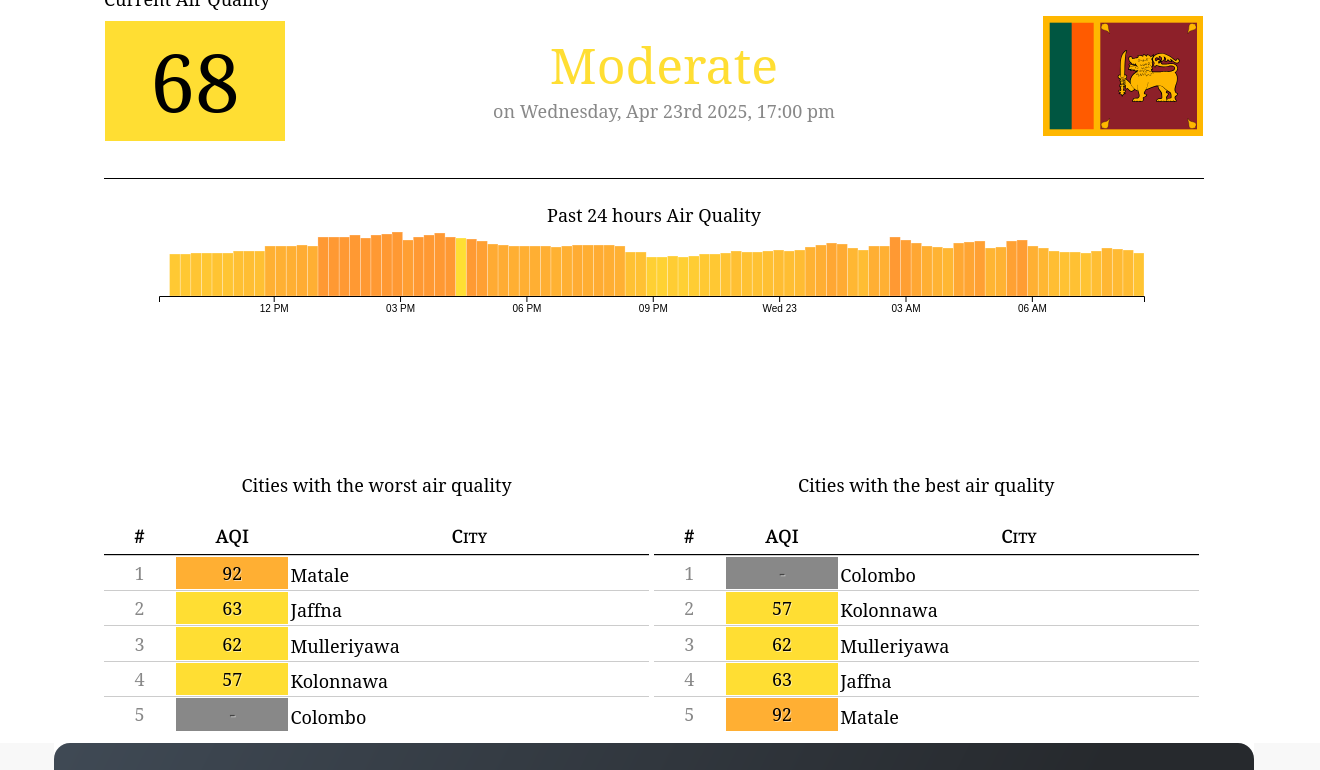 Current Air Quality
68
Moderate
on Wednesday, Apr 23rd 2025, 17:00 pm
Past 24 hours Air Quality
12 PM 03 PM 06 PM 09 PM Wed 23 03 AM 06 AM
Cities with the worst air quality
# AQI City
1 92 Matale
2 63 Jaffna
3 62 Mulleriyawa
4 57 Kolonnawa
5 - Colombo
Cities with the best air quality
# AQI City
1 - Colombo
2 57 Kolonnawa
3 62 Mulleriyawa
4 63 Jaffna
5 92 Matale